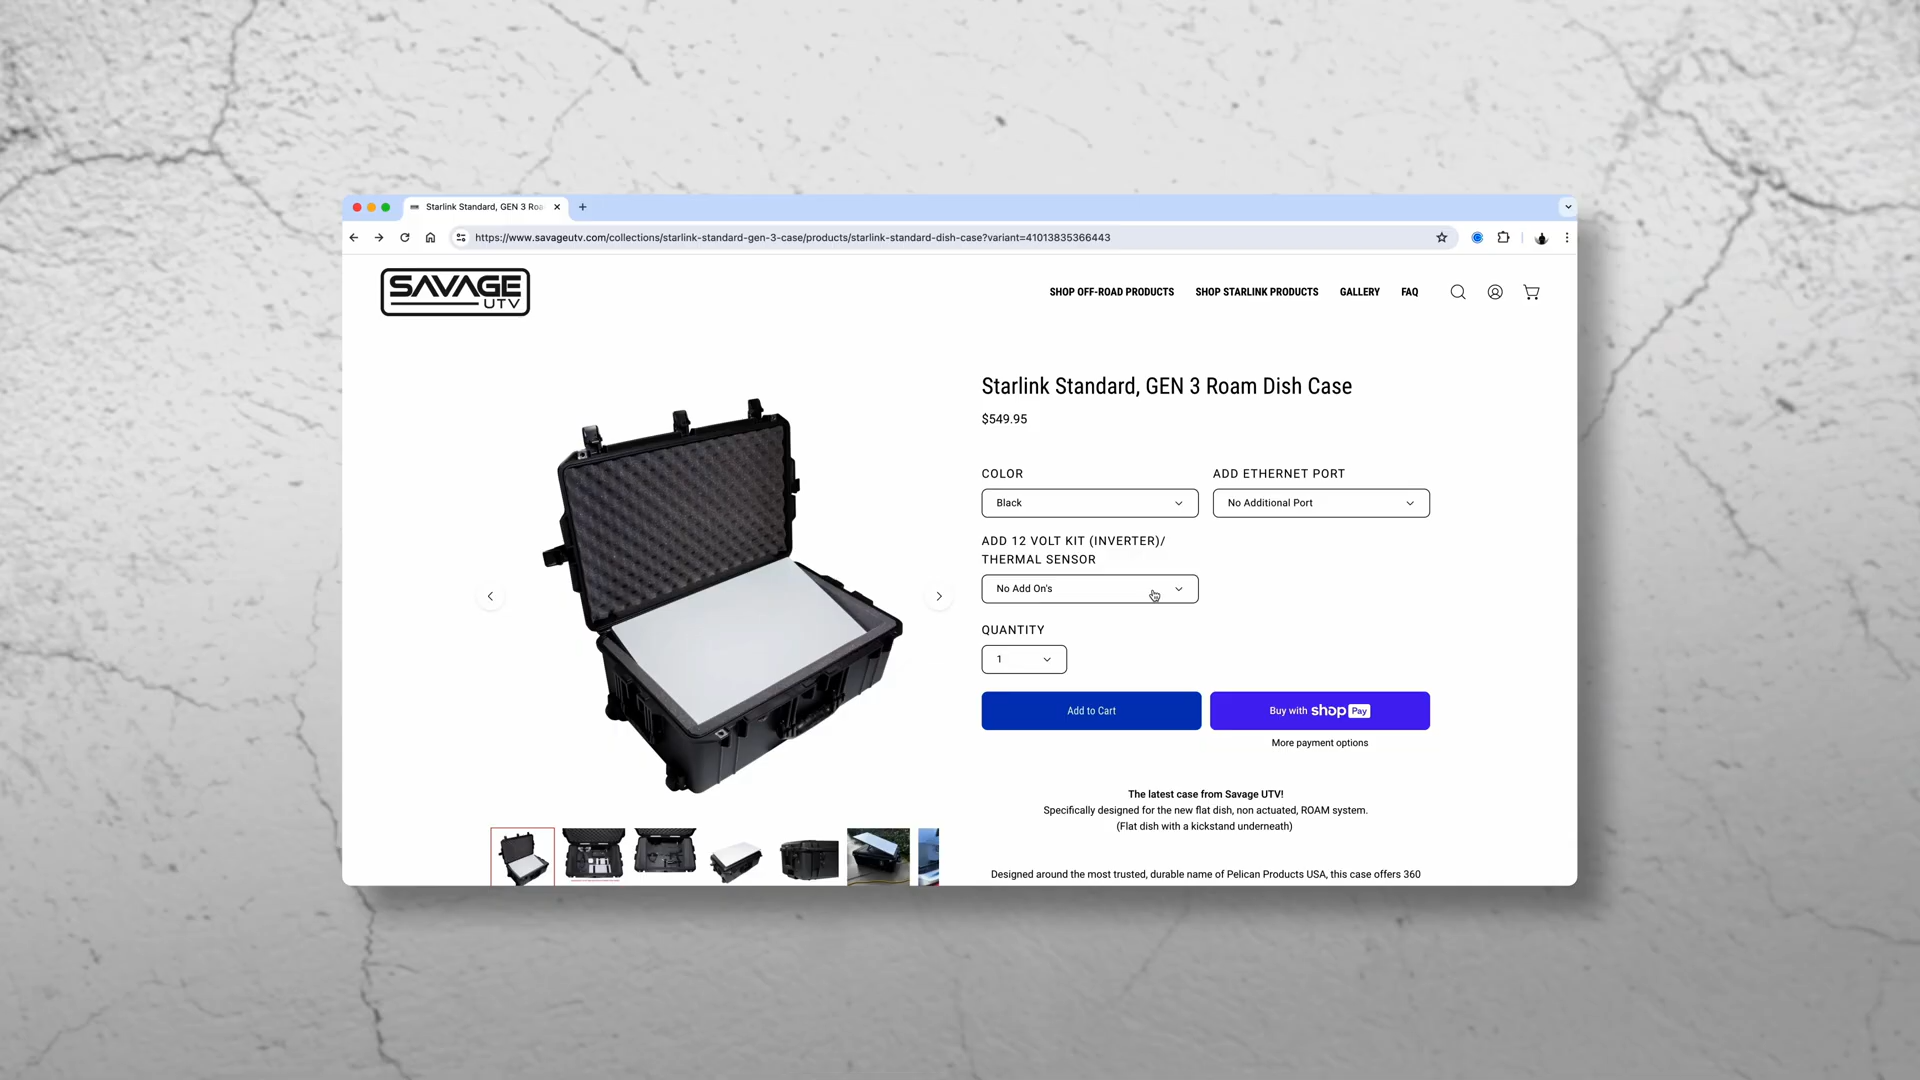 Starlink Standard, GEN 3 Roa
https://www.savageutv.com/collections/starlink-standard-gen-3-case/products/starlink-standard-dish-case?variant=41013835366443
SAVAGE
UTV
SHOP OFF-ROAD PRODUCTS
SHOP STARLINK PRODUCTS
GALLERY
FAQ
Starlink Standard, GEN 3 Roam Dish Case
$549.95
COLOR
ADD ETHERNET PORT
Black
No Additional Port
ADD 12 VOLT KIT (INVERTER)/
THERMAL SENSOR
No Add On's
QUANTITY
1
Add to Cart
Buy with shop Pay
More payment options
The latest case from Savage UTV!
Specifically designed for the new flat dish, non actuated, ROAM system.
(Flat dish with a kickstand underneath)
Designed around the most trusted, durable name of Pelican Products USA, this case offers 360